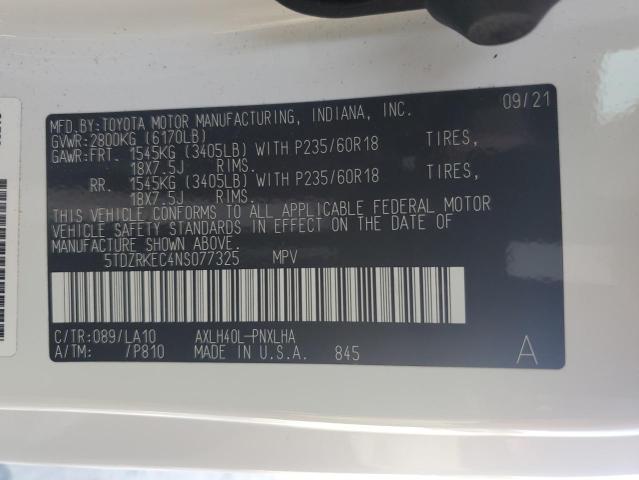 MFD.BY:TOYOTA MOTOR MANUFACTURING, INDIANA, INC. 09/21
GVWR:2800KG (6170LB)
GAWR:FRT. 1545KG (3405LB) WITH P235/60R18 TIRES,
18X7.5J RIMS.
RR. 1545KG (3405LB) WITH P235/60R18 TIRES,
18X7.5J RIMS.
THIS VEHICLE CONFORMS TO ALL APPLICABLE FEDERAL MOTOR
VEHICLE SAFETY STANDARDS IN EFFECT ON THE DATE OF
MANUFACTURE SHOWN ABOVE.
5TDZRKEC4NS077325 MPV
C/TR:089/LA10 AXLH40L-PNXLHA
A/TM: /P810 MADE IN U.S.A. 845 A